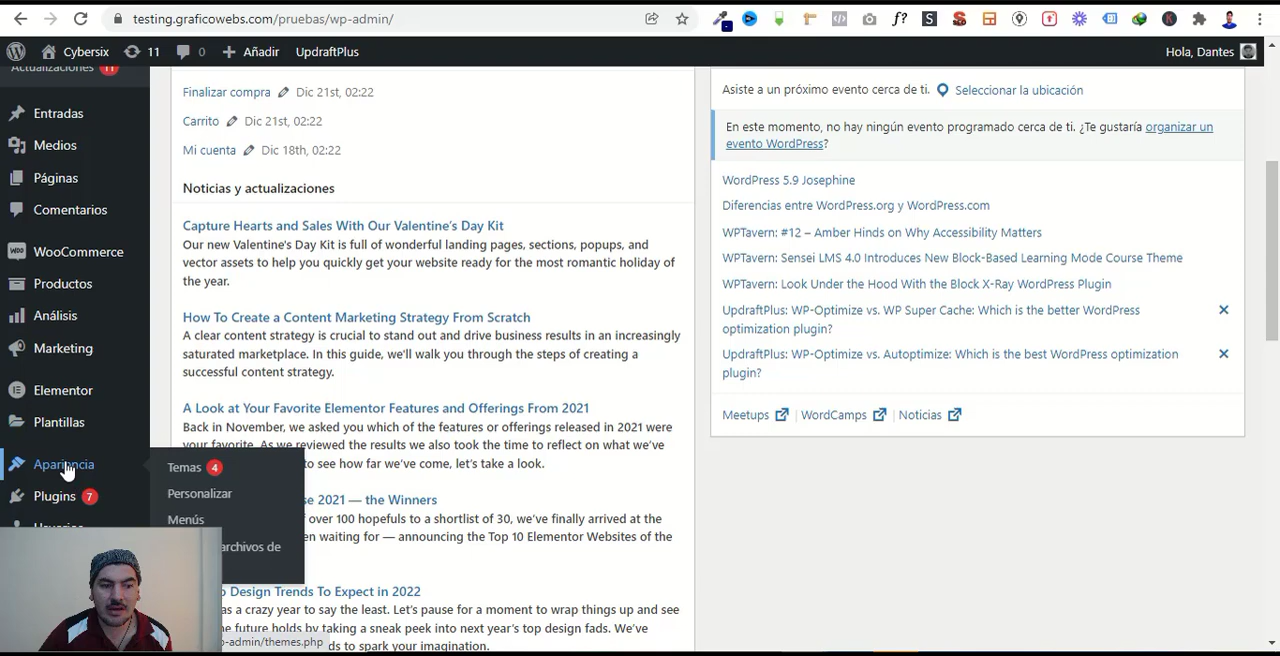 testing.graficowebs.com/pruebas/wp-admin/
f?
S
K
Cybersix
11
0
Añadir
UpdraftPlus
Hola, Dantes
Actualizaciones 11
Entradas
Medios
Páginas
Comentarios
WooCommerce
Productos
Análisis
Marketing
Elementor
Plantillas
Apariencia
Plugins 7
Usuarios
Temas 4
Personalizar
Menús
archivos de
Finalizar compra Dic 21st, 02:22
Carrito Dic 21st, 02:22
Mi cuenta Dic 18th, 02:22
Noticias y actualizaciones
Capture Hearts and Sales With Our Valentine's Day Kit
Our new Valentine's Day Kit is full of wonderful landing pages, sections, popups, and
vector assets to help you quickly get your website ready for the most romantic holiday of
the year.
How To Create a Content Marketing Strategy From Scratch
A clear content strategy is crucial to stand out and drive business results in an increasingly
saturated marketplace. In this guide, we'll walk you through the steps of creating a
successful content strategy.
A Look at Your Favorite Elementor Features and Offerings From 2021
Back in November, we asked you which of the features or offerings released in 2021 were
your favorite. As we reviewed the results we also took the time to reflect on what we've
to see how far we've come, let's take a look.
2021 — the Winners
of over 100 hopefuls to a shortlist of 30, we've finally arrived at the
waiting for — announcing the Top 10 Elementor Websites of the
Design Trends To Expect in 2022
was a crazy year to say the least. Let's pause for a moment to wrap things up and see
future holds by taking a sneak peek into next year's top design fads. We've
to spark your imagination.
p-admin/themes.php
Asiste a un próximo evento cerca de ti. Seleccionar la ubicación
En este momento, no hay ningún evento programado cerca de ti. ¿Te gustaría organizar un
evento WordPress?
WordPress 5.9 Josephine
Diferencias entre WordPress.org y WordPress.com
WPTavern: #12 – Amber Hinds on Why Accessibility Matters
WPTavern: Sensei LMS 4.0 Introduces New Block-Based Learning Mode Course Theme
WPTavern: Look Under the Hood With the Block X-Ray WordPress Plugin
UpdraftPlus: WP-Optimize vs. WP Super Cache: Which is the better WordPress
optimization plugin?
UpdraftPlus: WP-Optimize vs. Autoptimize: Which is the best WordPress optimization
plugin?
Meetups | WordCamps | Noticias